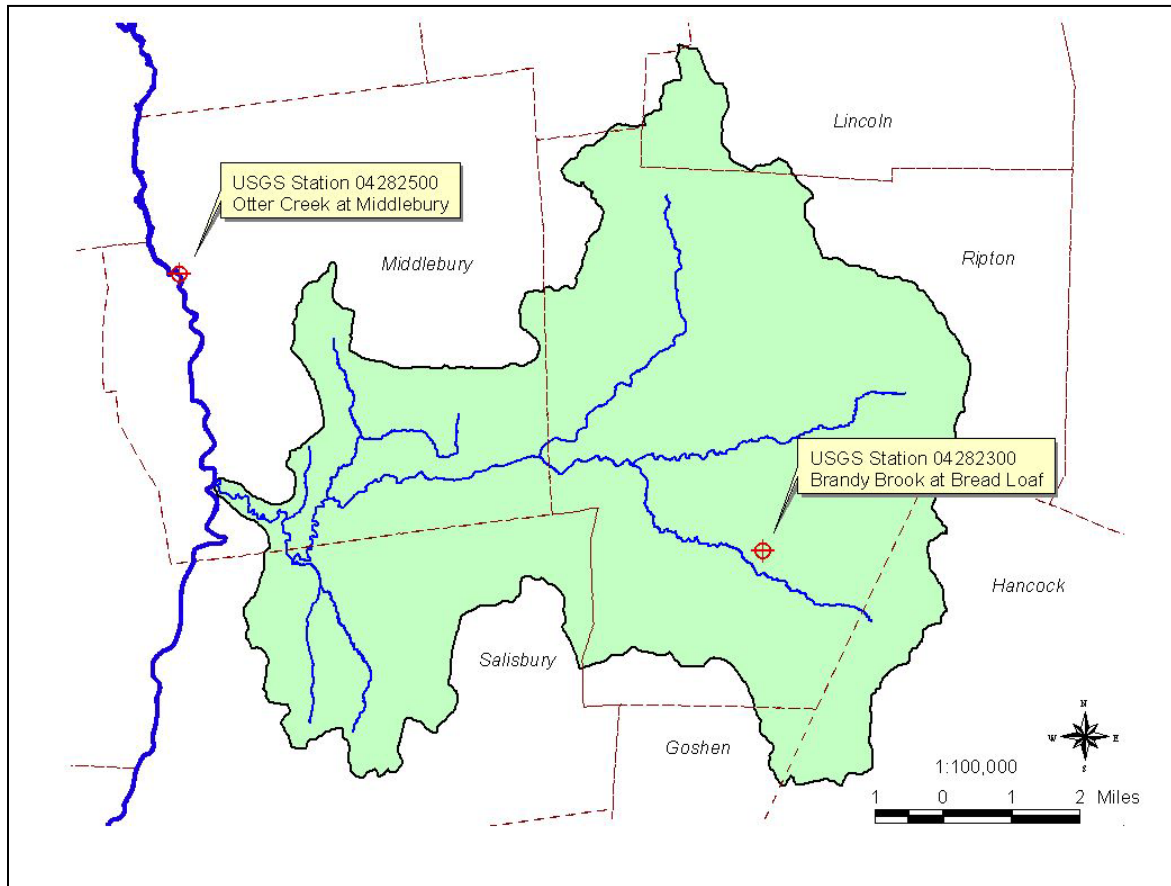 Lincoln
USGS Station 04282500
Otter Creek at Middlebury
Middlebury
Ripton
USGS Station 04282300
Brandy Brook at Bread Loaf
Hancock
Salisbury
Goshen
N
W E
S
1:100,000
1 0 1 2 Miles